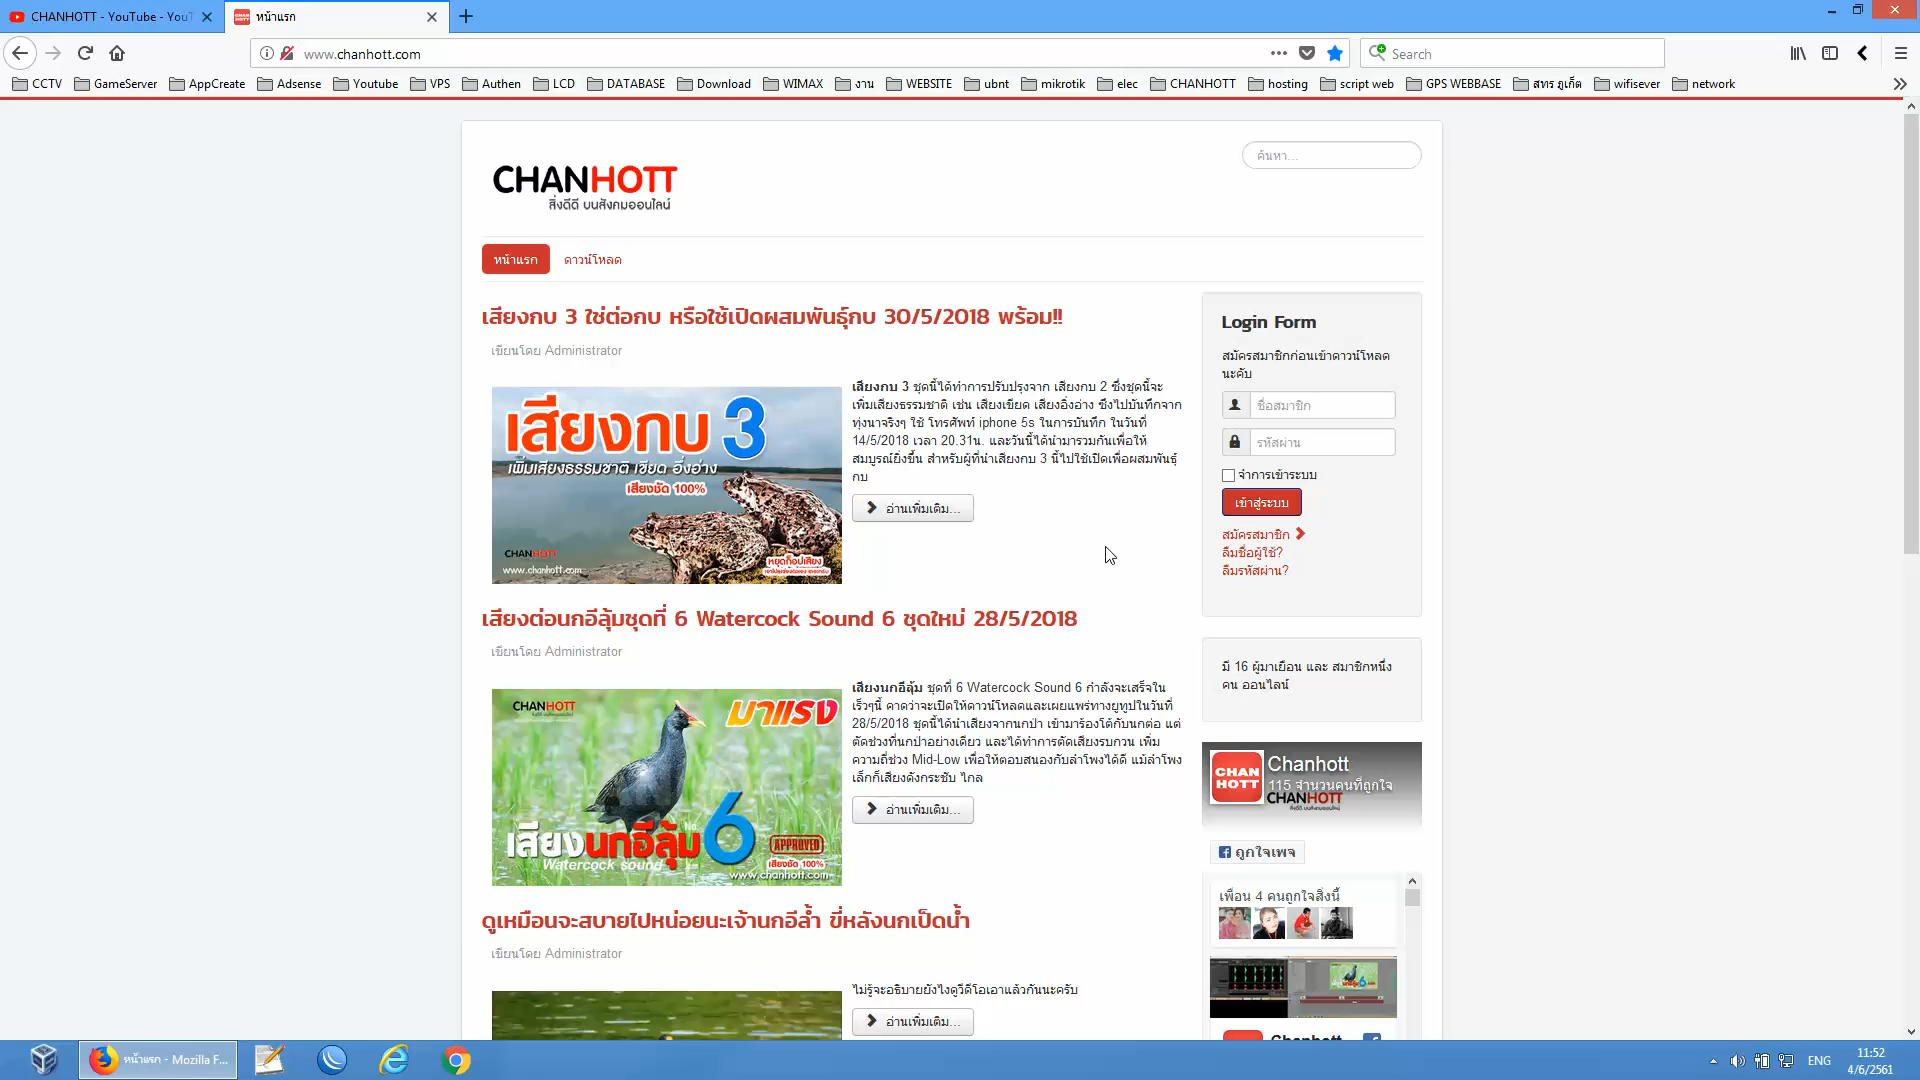 CHANHOTT - YouTube - YouT
หน้าแรก
www.chanhott.com
Search
CCTV GameServer AppCreate Adsense Youtube VPS Authen LCD DATABASE Download WIMAX งาน WEBSITE ubnt mikrotik elec CHANHOTT hosting script web GPS WEBBASE สทร ภูเก็ต wifisever network
CHANHOTT
สิ่งดีดี บนสังคมออนไลน์
ค้นหา...
หน้าแรก ดาวน์โหลด
เสียงกบ 3 ใช่ต่อกบ หรือใช้เปิดผสมพันธุ์กบ 30/5/2018 พร้อม!!
เขียนโดย Administrator
เสียงกบ 3
เพิ่มเสียงธรรมชาติ เขียด อึ่งอ่าง
เสียงชัด 100%
CHANHOTT
www.chanhott.com
หยุดก็อปเสียง
เสียงกบ 3 ชุดนี้ได้ทำการปรับปรุงจาก เสียงกบ 2 ซึ่งชุดนี้จะ
เพิ่มเสียงธรรมชาติ เช่น เสียงเขียด เสียงอิ่งอ่าง ซึงไปบันทึกจาก
ทุ่งนาจริงๆ ใช้ โทรศัพท์ iphone 5s ในการบันทึก ในวันที่
14/5/2018 เวลา 20.31น. และวันนี้ได้นำมารวมกันเพื่อให้
สมบูรณ์ยิ่งขึ้น สำหรับผู้ที่นำเสียงกบ 3 นี้ไปใช้เปิดเพื่อผสมพันธุ์
กบ
อ่านเพิ่มเติม...
เสียงต่อนกอีลุ้มชุดที่ 6 Watercock Sound 6 ชุดใหม่ 28/5/2018
เขียนโดย Administrator
CHANHOTT
มาแรง
เสียงนกอีลุ้ม No. 6
Watercock sound
APPROVED
เสียงชัด 100%
www.chanhott.com
เสียงนกอีลุ้ม ชุดที่ 6 Watercock Sound 6 กำลังจะเสร็จใน
เร็วๆนี้ คาดว่าจะเปิดให้ดาวน์โหลดและเผยแพร่ทางยูทูปในวันที่
28/5/2018 ชุดนี้ได้นำเสียงจากนกป่า เข้ามาร้องโต้กับนกต่อ แต่
ตัดช่วงที่นกป่าอย่างเดียว และได้ทำการตัดเสียงรบกวน เพิ่ม
ความถี่ช่วง Mid-Low เพื่อให้ตอบสนองกับลำโพงได้ดี แม้ลำโพง
เล็กก็เสียงดังกระชับ ไกล
อ่านเพิ่มเติม...
ดูเหมือนจะสบายไปหน่อยนะเจ้านกอีล้ำ ขี่หลังนกเป็ดน้ำ
เขียนโดย Administrator
ไม่รู้จะอธิบายยังไงดูวีดีโอเอาแล้วกันนะครับ
อ่านเพิ่มเติม...
Login Form
สมัครสมาชิกก่อนเข้าดาวน์โหลด
นะคับ
ชื่อสมาชิก
รหัสผ่าน
จำการเข้าระบบ
เข้าสู่ระบบ
สมัครสมาชิก
ลืมชื่อผู้ใช้?
ลืมรหัสผ่าน?
มี 16 ผู้มาเยือน และ สมาชิกหนึ่ง
คน ออนไลน์
CHAN
HOTT
Chanhott
115 จำนวนคนที่ถูกใจ
CHANHOTT
ถูกใจเพจ
เพื่อน 4 คนถูกใจสิ่งนี้
Chanhott
หน้าแรก - Mozilla F...
ENG
11:52
4/6/2561